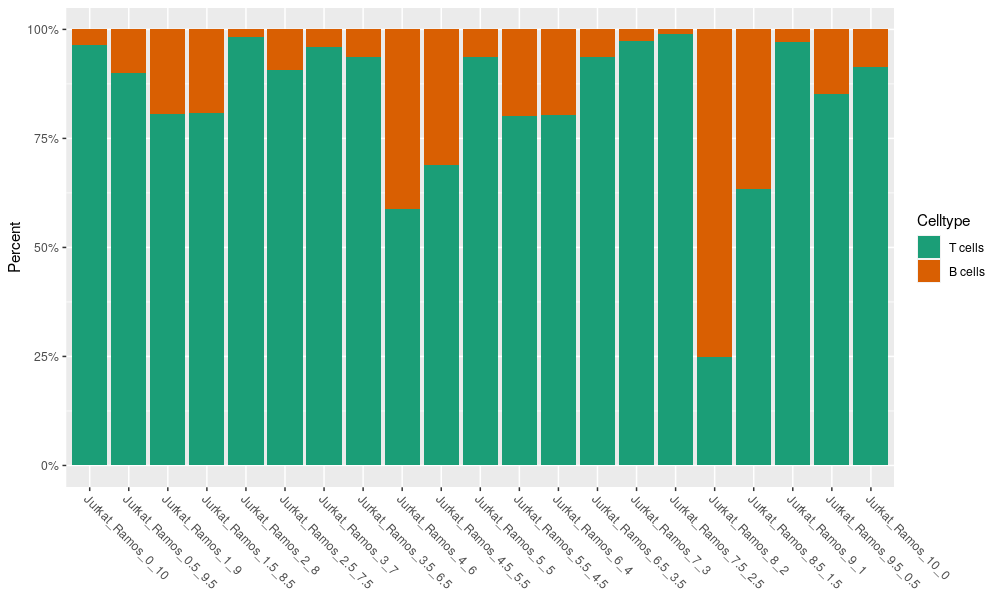 100%
75%
50%
25%
0%
Percent
Jurkat_Ramos_0_10
Jurkat_Ramos_0.5_9.5
Jurkat_Ramos_1_9
Jurkat_Ramos_1.5_8.5
Jurkat_Ramos_2_8
Jurkat_Ramos_2.5_7.5
Jurkat_Ramos_3_7
Jurkat_Ramos_3.5_6.5
Jurkat_Ramos_4_6
Jurkat_Ramos_4.5_5.5
Jurkat_Ramos_5_5
Jurkat_Ramos_5.5_4.5
Jurkat_Ramos_6_4
Jurkat_Ramos_6.5_3.5
Jurkat_Ramos_7_3
Jurkat_Ramos_7.5_2.5
Jurkat_Ramos_8_2
Jurkat_Ramos_8.5_1.5
Jurkat_Ramos_9_1
Jurkat_Ramos_9.5_0.5
Jurkat_Ramos_10_0
Celltype
T cells
B cells